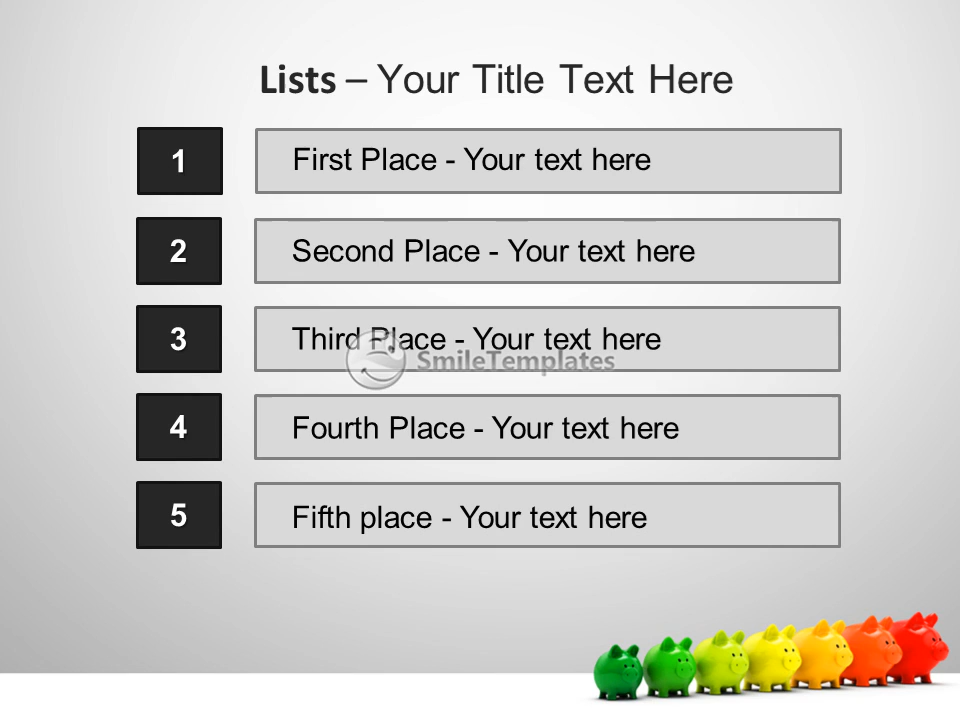 Lists – Your Title Text Here
1 First Place - Your text here
2 Second Place - Your text here
3 Third Place - Your text here
SmileTemplates
4 Fourth Place - Your text here
5 Fifth place - Your text here